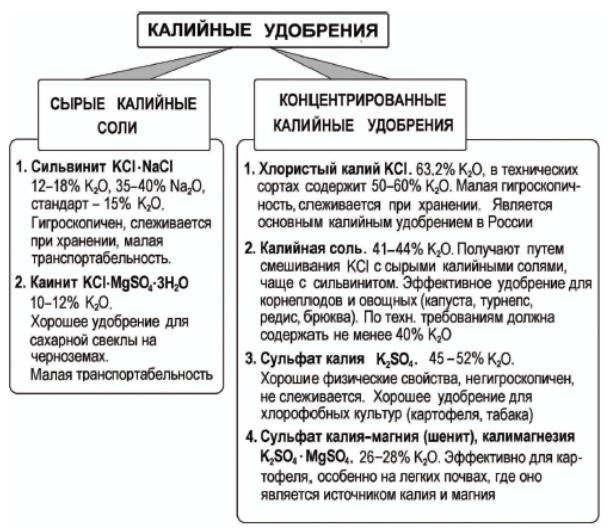 КАЛИЙНЫЕ УДОБРЕНИЯ
СЫРЫЕ КАЛИЙНЫЕ
СОЛИ
1. Сильвинит KCl·NaCl
12–18% K₂O, 35–40% Na₂O,
стандарт – 15% K₂O.
Гигроскопичен, слеживается
при хранении, малая
транспортабельность.
2. Каинит KCl·MgSO₄·3H₂O
10–12% K₂O.
Хорошее удобрение для
сахарной свеклы на
черноземах.
Малая транспортабельность
КОНЦЕНТРИРОВАННЫЕ
КАЛИЙНЫЕ УДОБРЕНИЯ
1. Хлористый калий KCl. 63,2% K₂O, в технических
сортах содержит 50–60% K₂O. Малая гигроскопич-
ность, слеживается при хранении. Является
основным калийным удобрением в России
2. Калийная соль. 41–44% K₂O. Получают путем
смешивания KCl с сырыми калийными солями,
чаще с сильвинитом. Эффективное удобрение для
корнеплодов и овощных (капуста, турнепс,
редис, брюква). По техн. требованиям должна
содержать не менее 40% K₂O
3. Сульфат калия K₂SO₄. 45–52% K₂O.
Хорошие физические свойства, негигроскопичен,
не слеживается. Хорошее удобрение для
хлорофобных культур (картофеля, табака)
4. Сульфат калия–магния (шенит), калимагнезия
K₂SO₄·MgSO₄. 26–28% K₂O. Эффективно для кар-
тофеля, особенно на легких почвах, где оно
является источником калия и магния